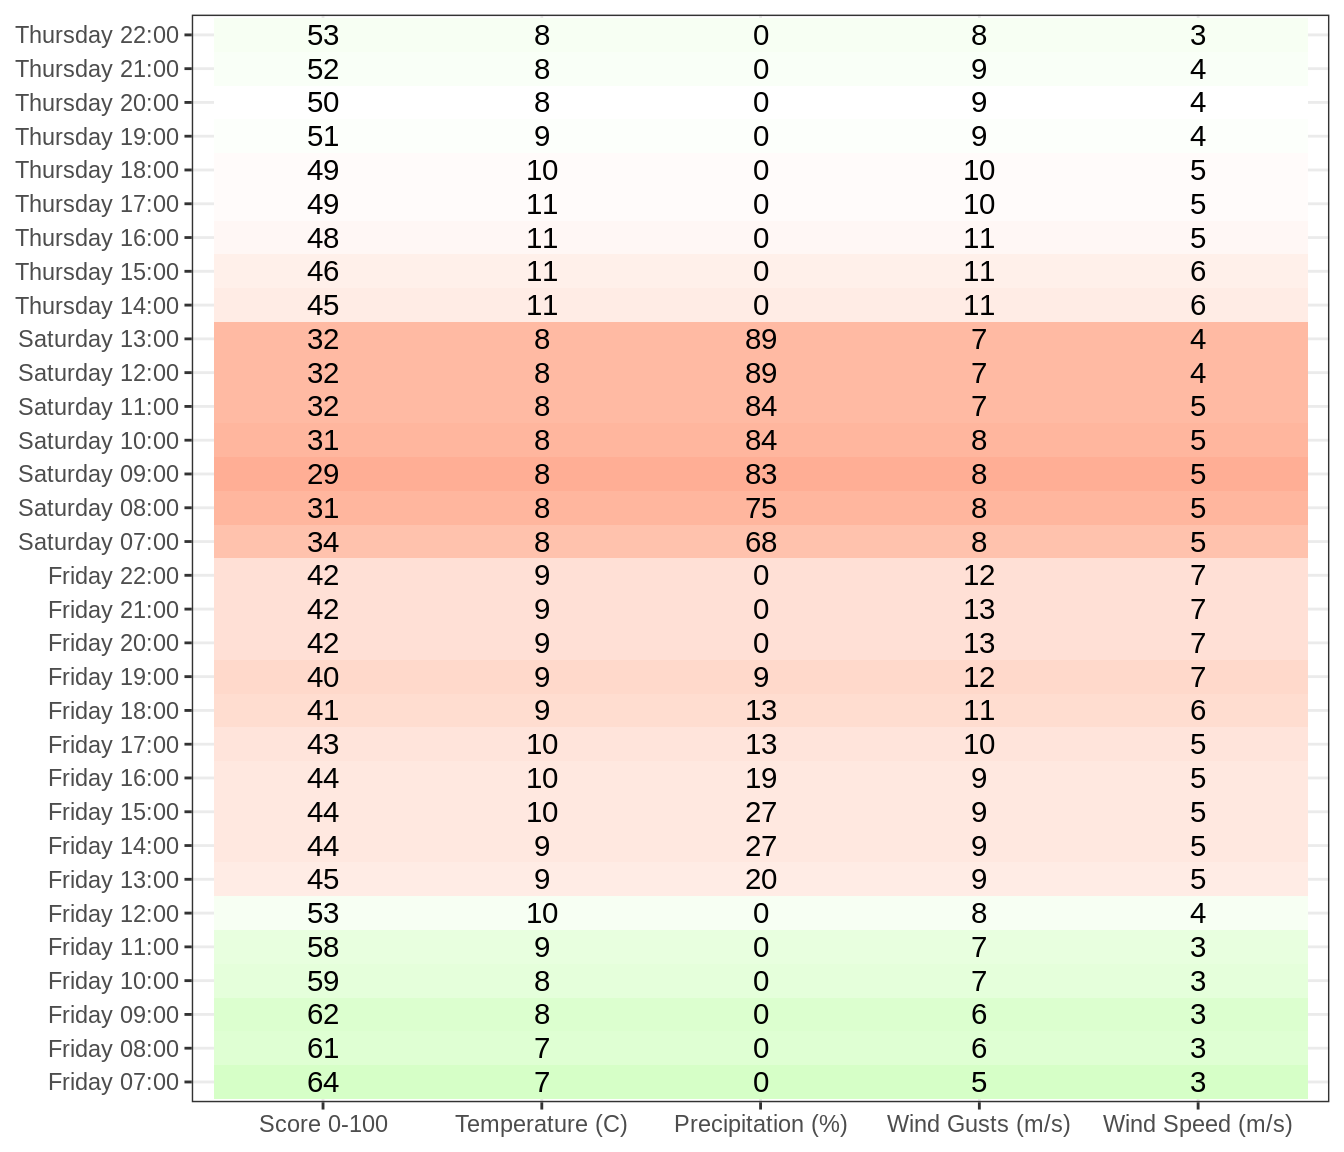 Thursday 22:00 53 8 0 8 3
Thursday 21:00 52 8 0 9 4
Thursday 20:00 50 8 0 9 4
Thursday 19:00 51 9 0 9 4
Thursday 18:00 49 10 0 10 5
Thursday 17:00 49 11 0 10 5
Thursday 16:00 48 11 0 11 5
Thursday 15:00 46 11 0 11 6
Thursday 14:00 45 11 0 11 6
Saturday 13:00 32 8 89 7 4
Saturday 12:00 32 8 89 7 4
Saturday 11:00 32 8 84 7 5
Saturday 10:00 31 8 84 8 5
Saturday 09:00 29 8 83 8 5
Saturday 08:00 31 8 75 8 5
Saturday 07:00 34 8 68 8 5
Friday 22:00 42 9 0 12 7
Friday 21:00 42 9 0 13 7
Friday 20:00 42 9 0 13 7
Friday 19:00 40 9 9 12 7
Friday 18:00 41 9 13 11 6
Friday 17:00 43 10 13 10 5
Friday 16:00 44 10 19 9 5
Friday 15:00 44 10 27 9 5
Friday 14:00 44 9 27 9 5
Friday 13:00 45 9 20 9 5
Friday 12:00 53 10 0 8 4
Friday 11:00 58 9 0 7 3
Friday 10:00 59 8 0 7 3
Friday 09:00 62 8 0 6 3
Friday 08:00 61 7 0 6 3
Friday 07:00 64 7 0 5 3
Score 0-100 Temperature (C) Precipitation (%) Wind Gusts (m/s) Wind Speed (m/s)